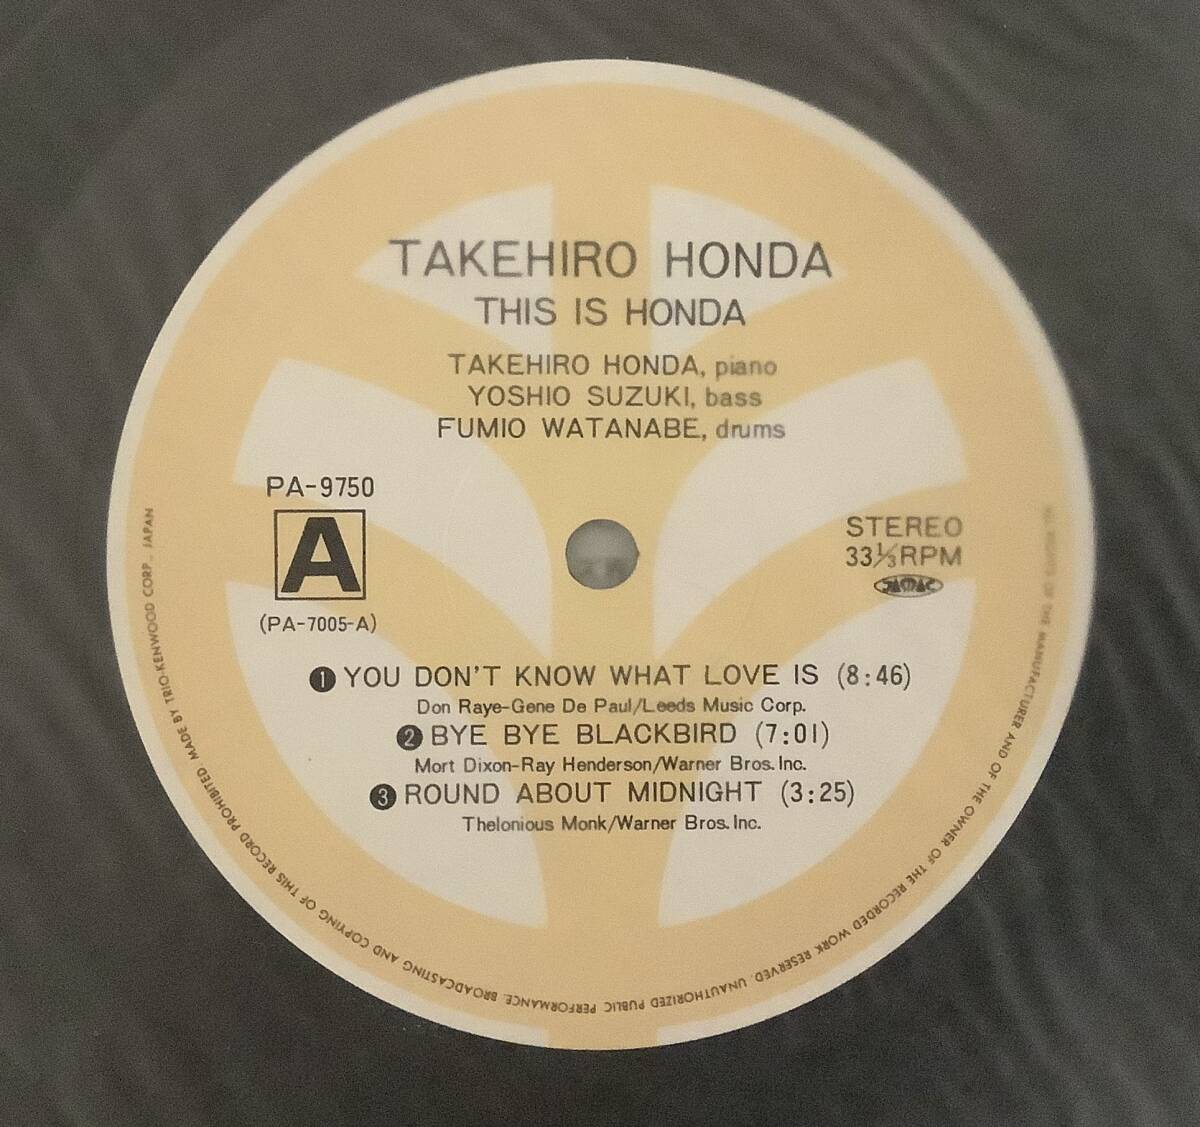 TAKEHIRO HONDA
THIS IS HONDA
TAKEHIRO HONDA, piano
YOSHIO SUZUKI, bass
FUMIO WATANABE, drums
PA-9750
A
(PA-7005-A)
STEREO
33⅓RPM
JASRAC
❶ YOU DON'T KNOW WHAT LOVE IS (8:46)
Don Raye-Gene De Paul/Leeds Music Corp.
❷ BYE BYE BLACKBIRD (7:01)
Mort Dixon-Ray Henderson/Warner Bros. Inc.
❸ ROUND ABOUT MIDNIGHT (3:25)
Thelonious Monk/Warner Bros. Inc.
ALL RIGHTS OF THE MANUFACTURER AND OF THE OWNER OF THE RECORDED WORK RESERVED. UNAUTHORIZED PUBLIC PERFORMANCE, BROADCASTING AND COPYING OF THIS RECORD PROHIBITED. MADE BY TRIO-KENWOOD CORP., JAPAN